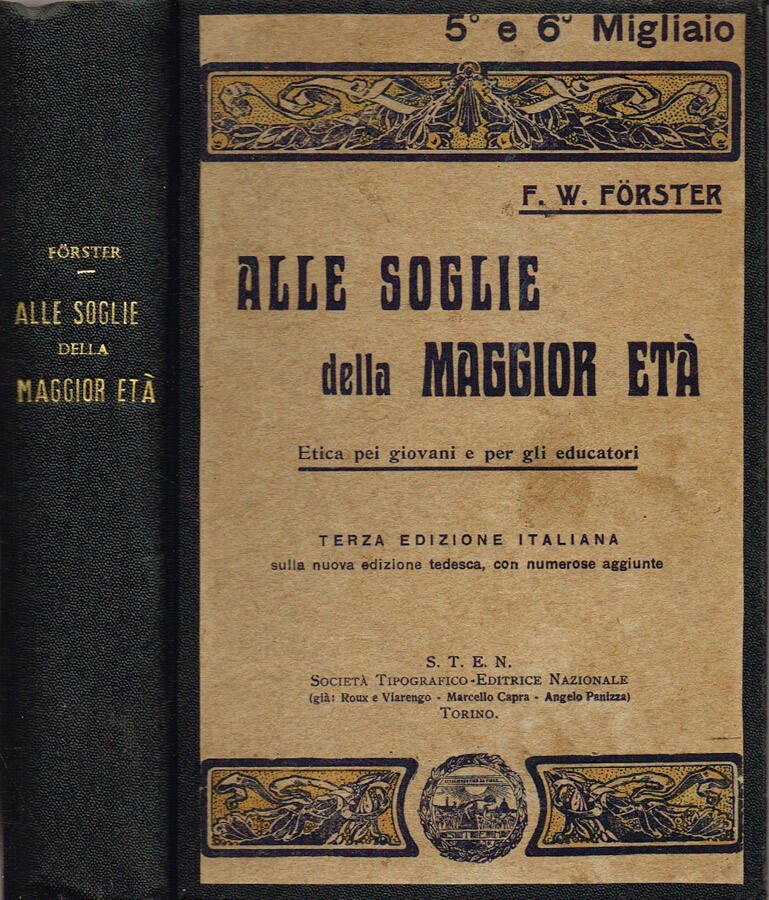 FÖRSTER
ALLE SOGLIE
DELLA
MAGGIOR ETÀ
5° e 6° Migliaio
F. W. FÖRSTER
ALLE SOGLIE
della MAGGIOR ETÀ
Etica pei giovani e per gli educatori
TERZA EDIZIONE ITALIANA
sulla nuova edizione tedesca, con numerose aggiunte
S. T. E. N.
SOCIETÀ TIPOGRAFICO-EDITRICE NAZIONALE
(già: Roux e Viarengo - Marcello Capra - Angelo Panizza)
TORINO.